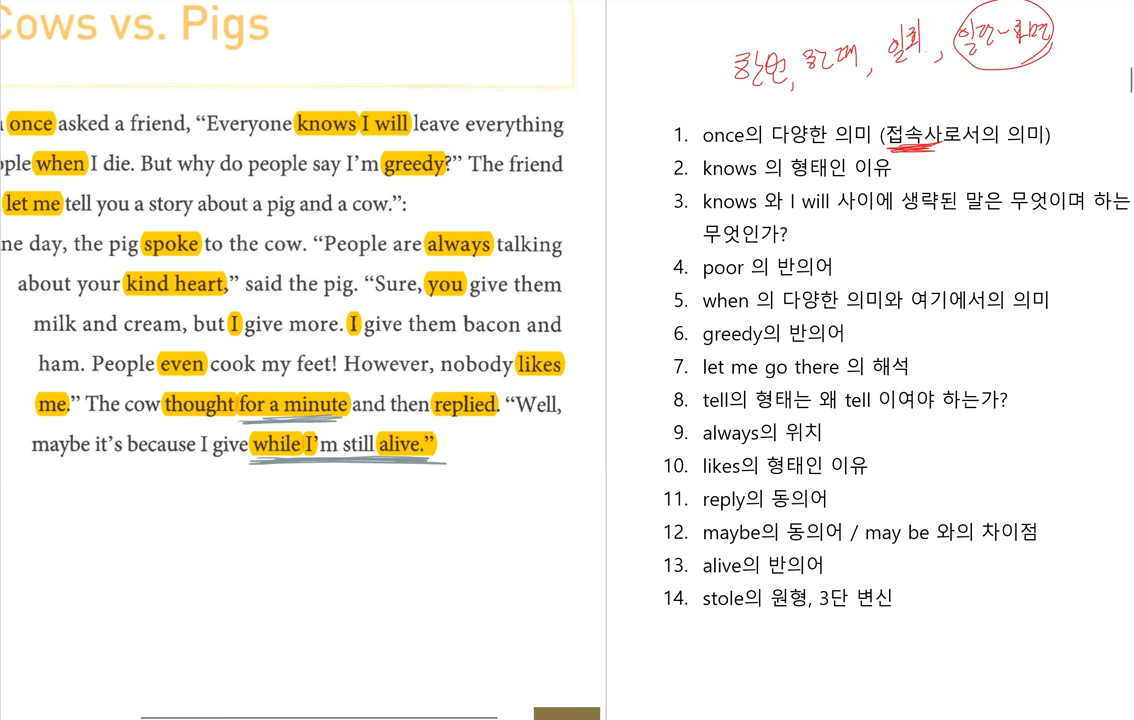 Cows vs. Pigs
once asked a friend, “Everyone knows I will leave everything
when I die. But why do people say I’m greedy?” The friend
let me tell you a story about a pig and a cow.”:
the pig spoke to the cow. “People are always talking
about your kind heart,” said the pig. “Sure, you give them
milk and cream, but I give more. I give them bacon and
ham. People even cook my feet! However, nobody likes
me.” The cow thought for a minute and then replied. “Well,
maybe it’s because I give while I’m still alive.”
한번, 한때, 일회, 일단~하면
1. once의 다양한 의미 (접속사로서의 의미)
2. knows 의 형태인 이유
3. knows 와 I will 사이에 생략된 말은 무엇이며 하는
무엇인가?
4. poor 의 반의어
5. when 의 다양한 의미와 여기에서의 의미
6. greedy의 반의어
7. let me go there 의 해석
8. tell의 형태는 왜 tell 이여야 하는가?
9. always의 위치
10. likes의 형태인 이유
11. reply의 동의어
12. maybe의 동의어 / may be 와의 차이점
13. alive의 반의어
14. stole의 원형, 3단 변신